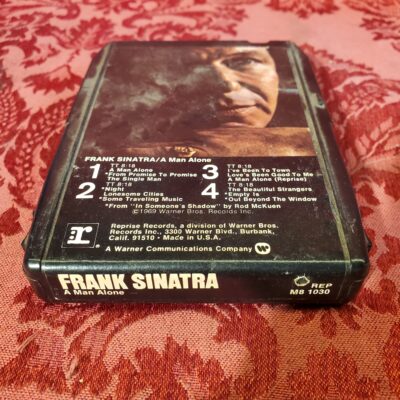 FRANK SINATRA/A Man Alone
1 TT 8:18
A Man Alone
*From Promise To Promise
The Single Man
2 TT 8:18
*Night
Lonesome Cities
*Some Traveling Music
3 TT 8:18
I've Been To Town
Love's Been Good To Me
A Man Alone (Reprise)
4 TT 8:18
The Beautiful Strangers
*Empty Is
*Out Beyond The Window
*From "In Someone's Shadow" by Rod McKuen
©1969 Warner Bros. Records Inc.
Reprise Records, a division of Warner Bros.
Records Inc., 3300 Warner Blvd., Burbank,
Calif. 91510 • Made in U.S.A.
A Warner Communications Company
FRANK SINATRA
A Man Alone
REP
M8 1030